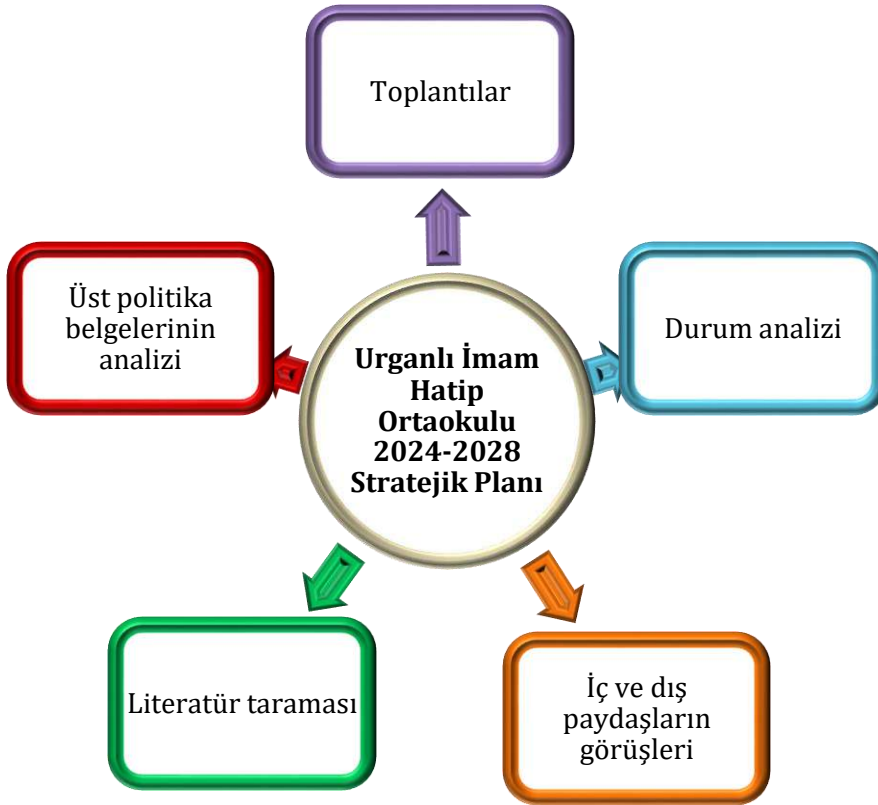 Toplantılar
Üst politika
belgelerinin
analizi
Durum analizi
Urganlı İmam
Hatip
Ortaokulu
2024-2028
Stratejik Planı
Literatür taraması
İç ve dış
paydaşların
görüşleri